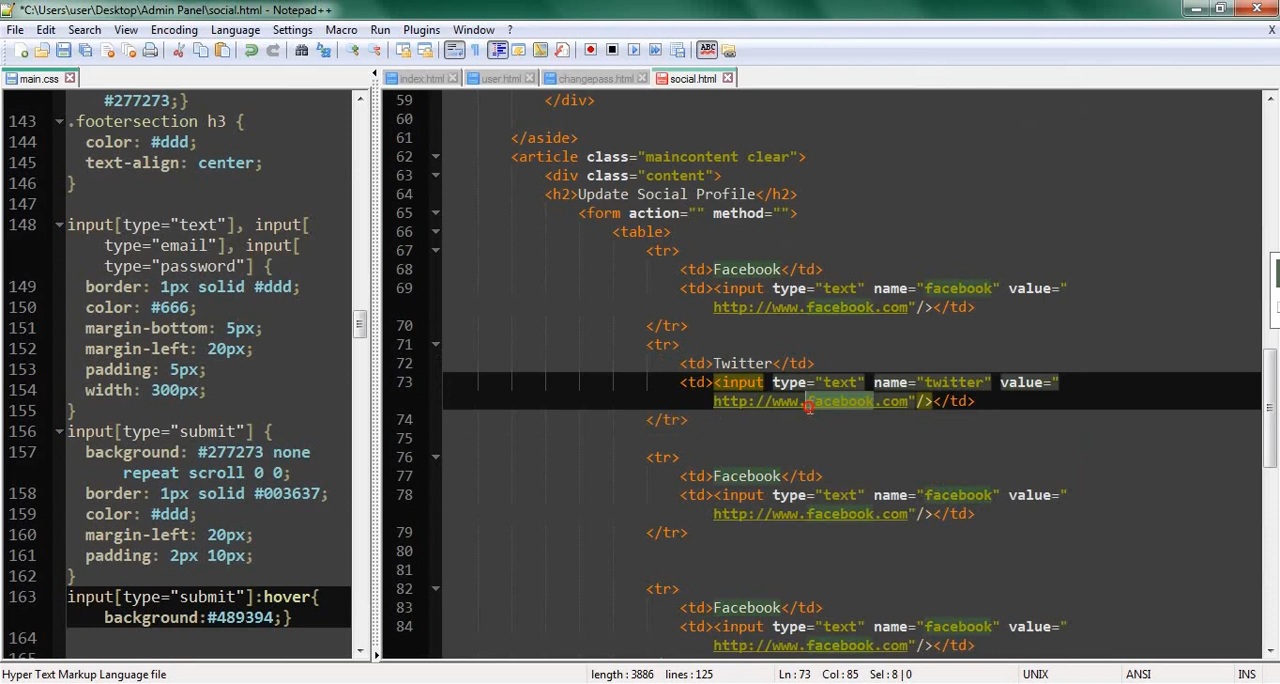 *C:\Users\user\Desktop\Admin Panel\social.html - Notepad++
File Edit Search View Encoding Language Settings Macro Run Plugins Window ? X
main.css
index.html user.html changepass.html social.html
#277273;}
143 .footersection h3 {
144 color: #ddd;
145 text-align: center;
146 }
147
148 input[type="text"], input[
type="email"], input[
type="password"] {
149 border: 1px solid #ddd;
150 color: #666;
151 margin-bottom: 5px;
152 margin-left: 20px;
153 padding: 5px;
154 width: 300px;
155 }
156 input[type="submit"] {
157 background: #277273 none
repeat scroll 0 0;
158 border: 1px solid #003637;
159 color: #ddd;
160 margin-left: 20px;
161 padding: 2px 10px;
162 }
163 input[type="submit"]:hover{
background:#489394;}
164
59 </div>
60
61 </aside>
62 <article class="maincontent clear">
63 <div class="content">
64 <h2>Update Social Profile</h2>
65 <form action="" method="">
66 <table>
67 <tr>
68 <td>Facebook</td>
69 <td><input type="text" name="facebook" value="
http://www.facebook.com"/></td>
70 </tr>
71 <tr>
72 <td>Twitter</td>
73 <td><input type="text" name="twitter" value="
http://www.facebook.com"/></td>
74 </tr>
75
76 <tr>
77 <td>Facebook</td>
78 <td><input type="text" name="facebook" value="
http://www.facebook.com"/></td>
79 </tr>
80
81
82 <tr>
83 <td>Facebook</td>
84 <td><input type="text" name="facebook" value="
http://www.facebook.com"/></td>
Hyper Text Markup Language file length : 3886 lines : 125 Ln : 73 Col : 85 Sel : 8 | 0 UNIX ANSI INS